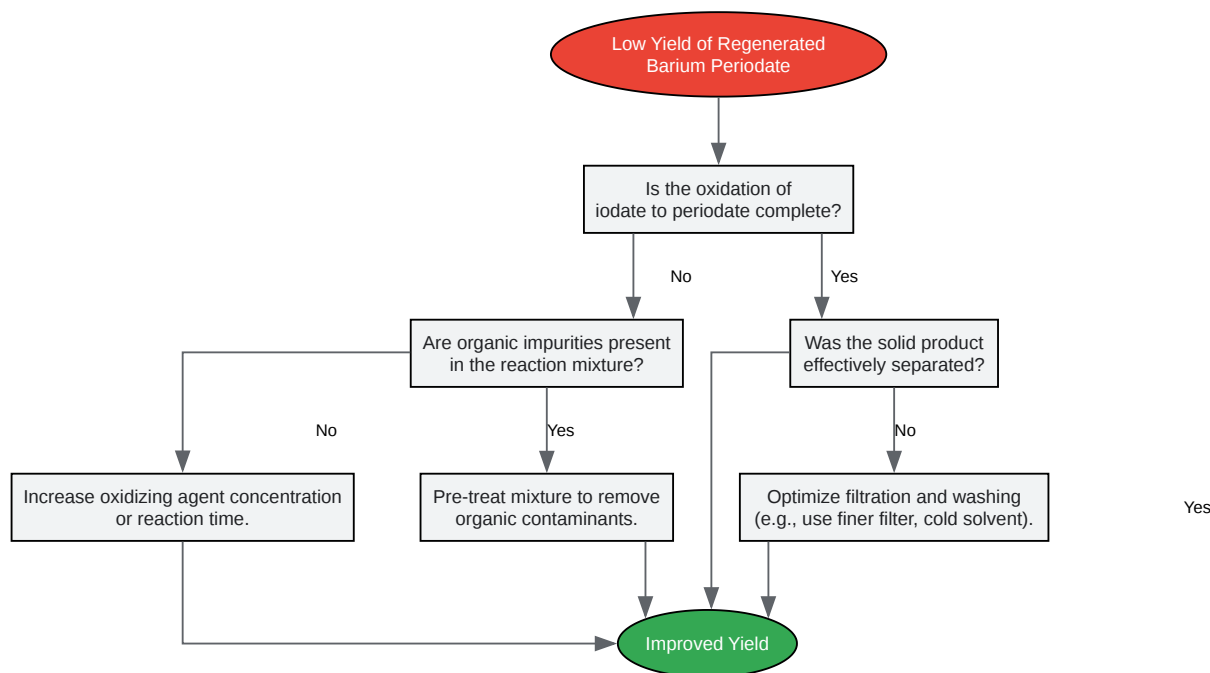 Low Yield of Regenerated
Barium Periodate
Is the oxidation of
iodate to periodate complete?
No
Yes
Are organic impurities present
in the reaction mixture?
Was the solid product
effectively separated?
No
Yes
No
Increase oxidizing agent concentration
or reaction time.
Pre-treat mixture to remove
organic contaminants.
Optimize filtration and washing
(e.g., use finer filter, cold solvent).
Yes
Improved Yield